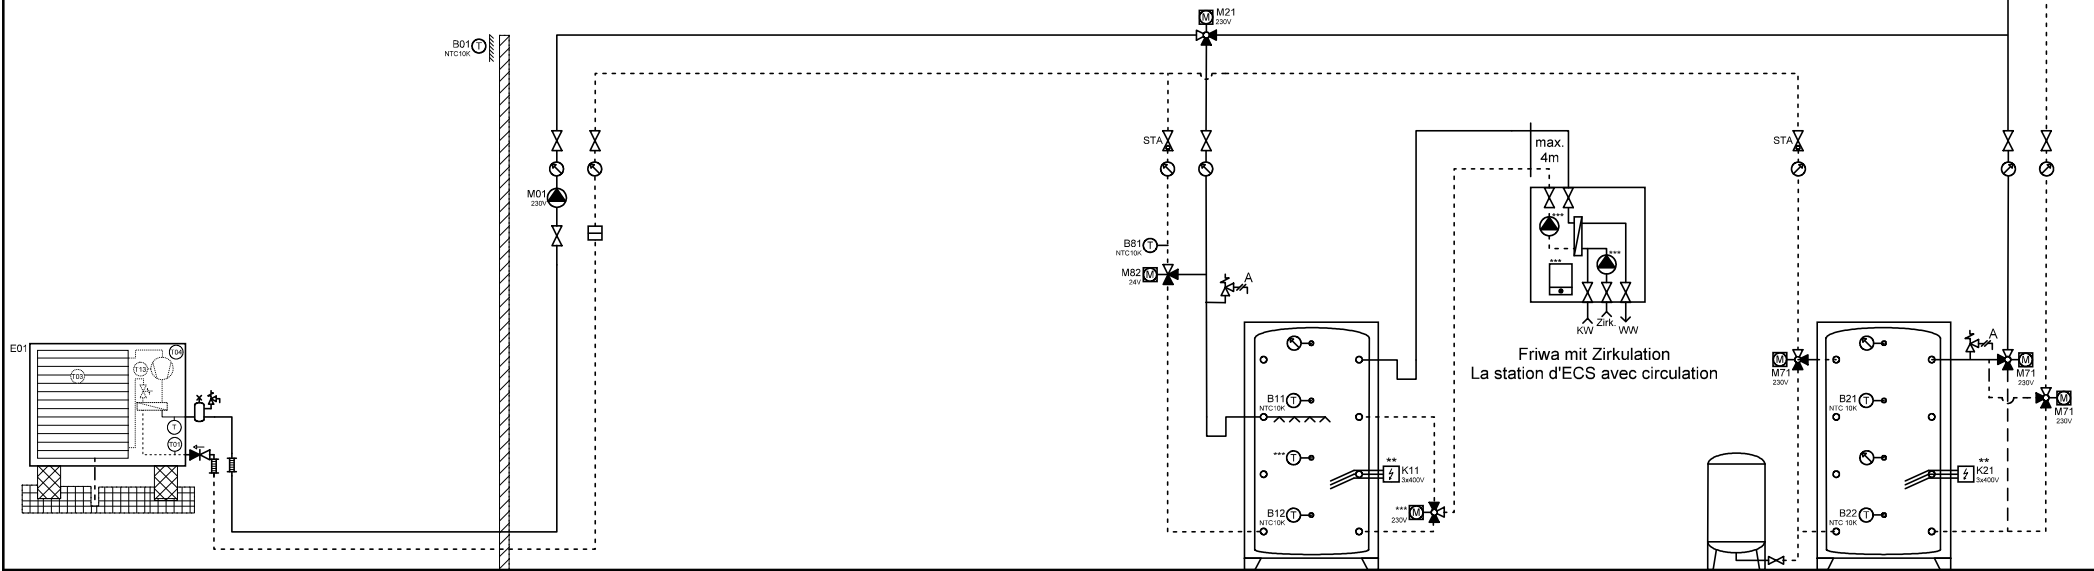 M21
230V
B01
NTC10K
T
STA
STA
max.
4m
M01
230V
B81
NTC10K
T
M82
24V
M
A
***
***
***
KW
Zirk.
WW
Friwa mit Zirkulation
La station d'ECS avec circulation
E01
T03
T13
T04
T
T01
B11
NTC10K
T
***
T
**
K11
3x400V
B12
NTC10K
T
***
230V
M
M
M71
230V
A
M
M71
230V
M
M71
230V
B21
NTC 10K
T
**
K21
3x400V
B22
NTC 10K
T